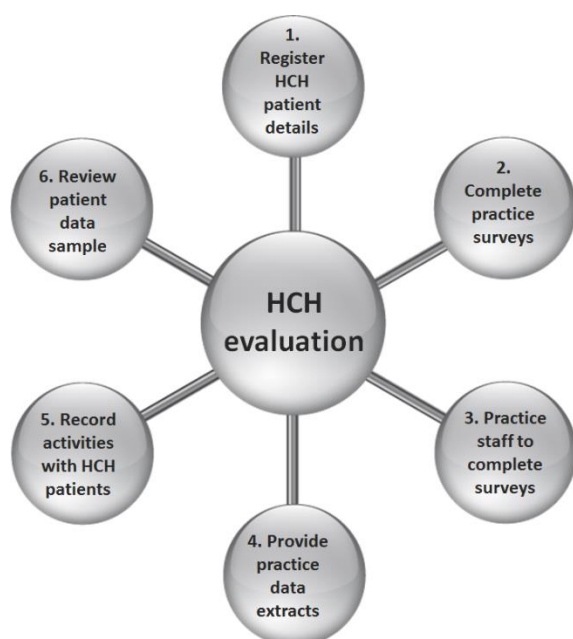 1.
Register
HCH
patient
details
2.
Complete
practice
surveys
3. Practice
staff to
complete
surveys
4. Provide
practice
data
extracts
5. Record
activities
with HCH
patients
6. Review
patient
data
sample
HCH
evaluation